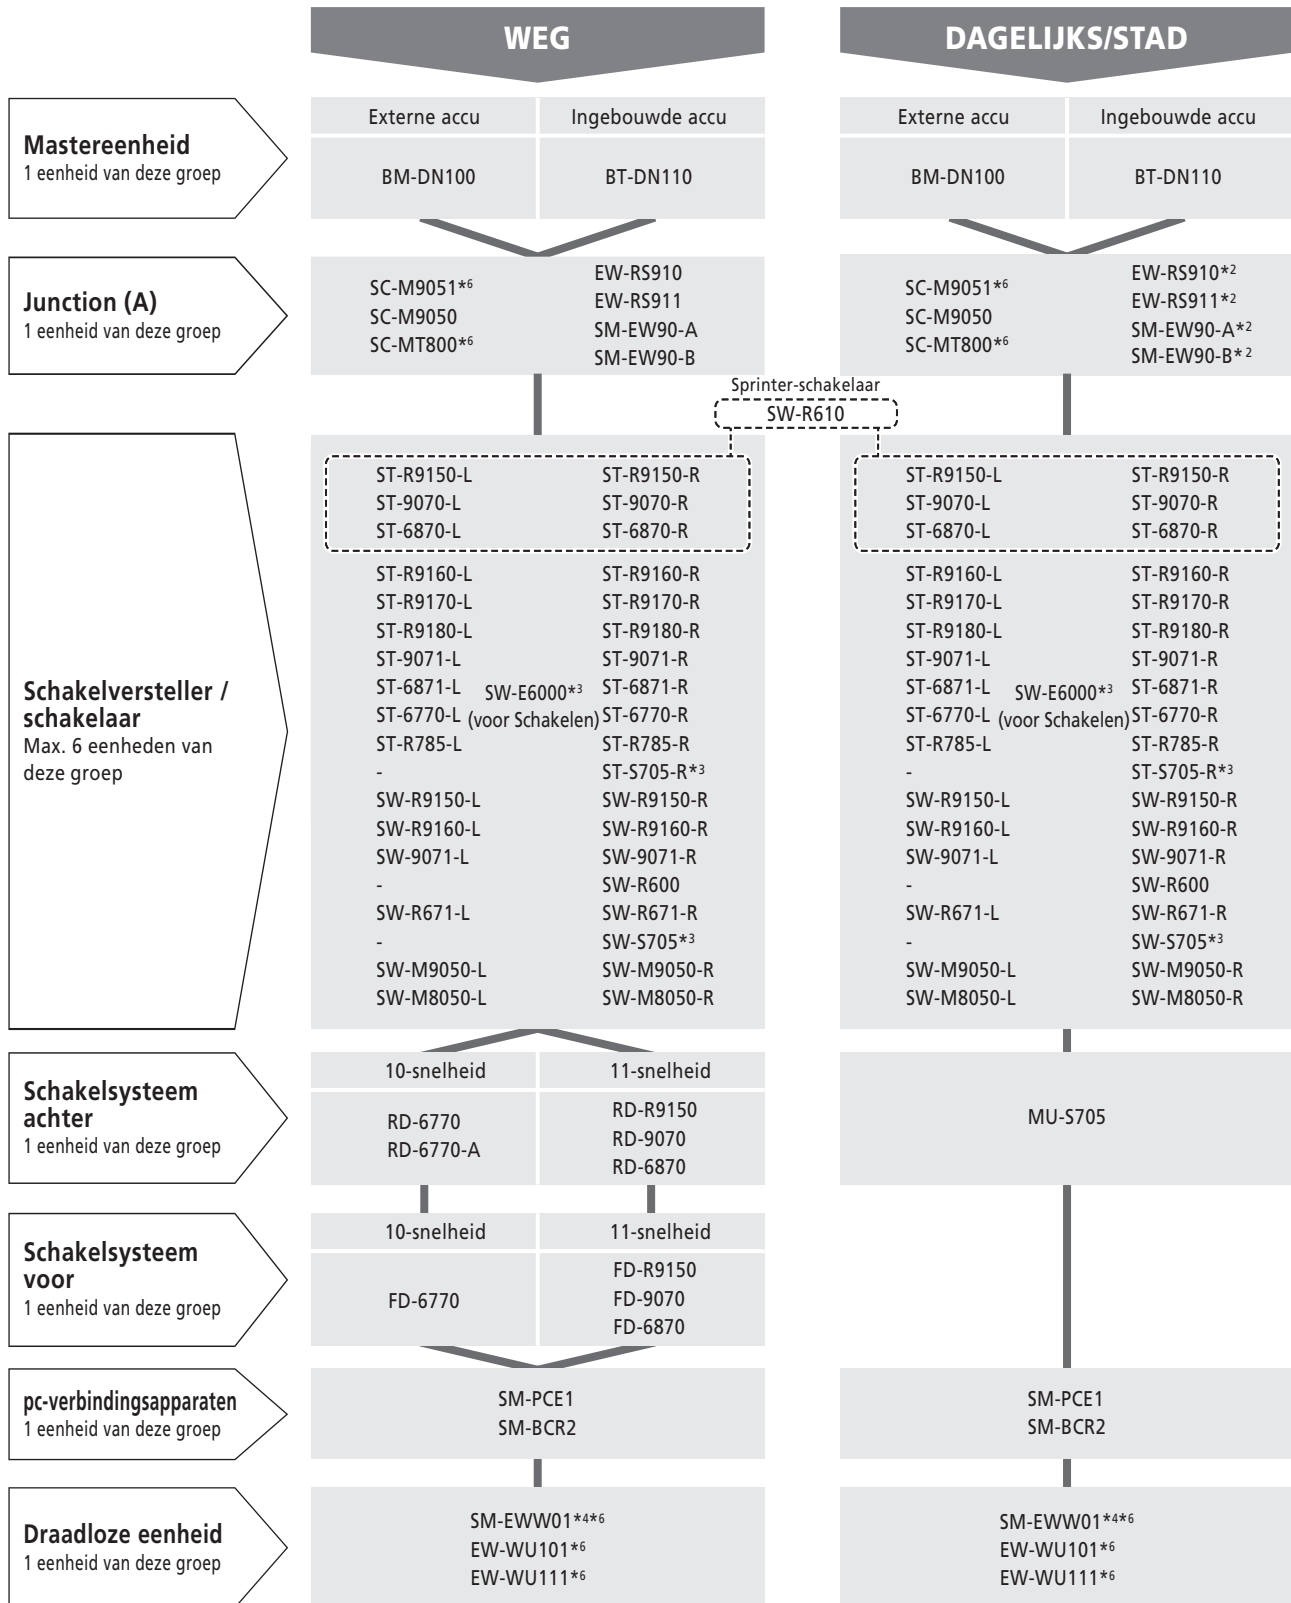 WEG
DAGELIJKS/STAD
Mastereenheid
1 eenheid van deze groep
Externe accu
Ingebouwde accu
BM-DN100
BT-DN110
Externe accu
Ingebouwde accu
BM-DN100
BT-DN110
Junction (A)
1 eenheid van deze groep
SC-M9051*6
SC-M9050
SC-MT800*6
EW-RS910
EW-RS911
SM-EW90-A
SM-EW90-B
SC-M9051*6
SC-M9050
SC-MT800*6
EW-RS910*2
EW-RS911*2
SM-EW90-A*2
SM-EW90-B*2
Sprinter-schakelaar
SW-R610
Schakelversteller /
schakelaar
Max. 6 eenheden van
deze groep
ST-R9150-L
ST-9070-L
ST-6870-L
ST-R9160-L
ST-R9170-L
ST-R9180-L
ST-9071-L
ST-6871-L
ST-6770-L
ST-R785-L
-
SW-R9150-L
SW-R9160-L
SW-9071-L
-
SW-R671-L
-
SW-M9050-L
SW-M8050-L
SW-E6000*3
(voor Schakelen)
ST-R9150-R
ST-9070-R
ST-6870-R
ST-R9160-R
ST-R9170-R
ST-R9180-R
ST-9071-R
ST-6871-R
ST-6770-R
ST-R785-R
ST-S705-R*3
SW-R9150-R
SW-R9160-R
SW-9071-R
SW-R600
SW-R671-R
SW-S705*3
SW-M9050-R
SW-M8050-R
ST-R9150-L
ST-9070-L
ST-6870-L
ST-R9160-L
ST-R9170-L
ST-R9180-L
ST-9071-L
ST-6871-L
ST-6770-L
ST-R785-L
-
SW-R9150-L
SW-R9160-L
SW-9071-L
-
SW-R671-L
-
SW-M9050-L
SW-M8050-L
SW-E6000*3
(voor Schakelen)
ST-R9150-R
ST-9070-R
ST-6870-R
ST-R9160-R
ST-R9170-R
ST-R9180-R
ST-9071-R
ST-6871-R
ST-6770-R
ST-R785-R
ST-S705-R*3
SW-R9150-R
SW-R9160-R
SW-9071-R
SW-R600
SW-R671-R
SW-S705*3
SW-M9050-R
SW-M8050-R
Schakelsysteem
achter
1 eenheid van deze groep
10-snelheid
11-snelheid
RD-6770
RD-6770-A
RD-R9150
RD-9070
RD-6870
MU-S705
Schakelsysteem
voor
1 eenheid van deze groep
10-snelheid
11-snelheid
FD-6770
FD-R9150
FD-9070
FD-6870
pc-verbindingsapparaten
1 eenheid van deze groep
SM-PCE1
SM-BCR2
SM-PCE1
SM-BCR2
Draadloze eenheid
1 eenheid van deze groep
SM-EWW01*4*6
EW-WU101*6
EW-WU111*6
SM-EWW01*4*6
EW-WU101*6
EW-WU111*6